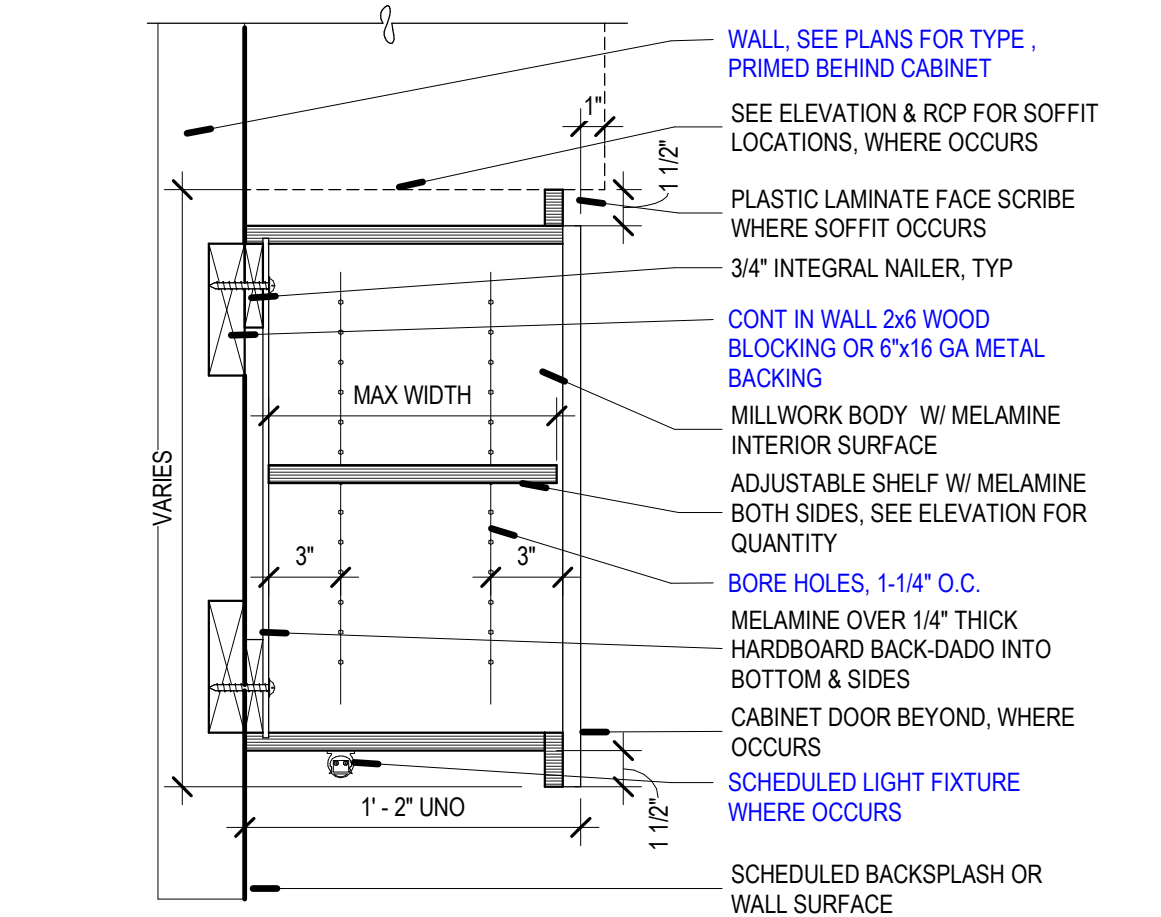 WALL, SEE PLANS FOR TYPE ,
PRIMED BEHIND CABINET
1"
SEE ELEVATION & RCP FOR SOFFIT
LOCATIONS, WHERE OCCURS
1 1/2"
PLASTIC LAMINATE FACE SCRIBE
WHERE SOFFIT OCCURS
3/4" INTEGRAL NAILER, TYP
CONT IN WALL 2x6 WOOD
BLOCKING OR 6"x16 GA METAL
BACKING
MAX WIDTH
MILLWORK BODY W/ MELAMINE
INTERIOR SURFACE
VARIES
ADJUSTABLE SHELF W/ MELAMINE
BOTH SIDES, SEE ELEVATION FOR
QUANTITY
3"
3"
BORE HOLES, 1-1/4" O.C.
MELAMINE OVER 1/4" THICK
HARDBOARD BACK-DADO INTO
BOTTOM & SIDES
CABINET DOOR BEYOND, WHERE
OCCURS
SCHEDULED LIGHT FIXTURE
WHERE OCCURS
1' - 2" UNO
1 1/2"
SCHEDULED BACKSPLASH OR
WALL SURFACE